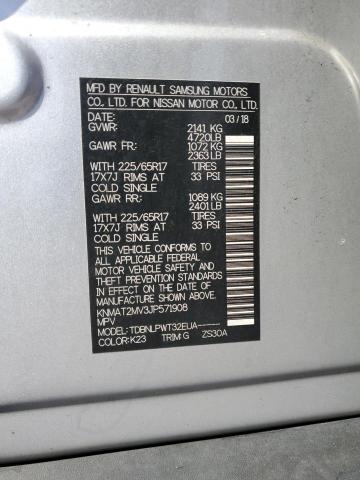 MFD BY RENAULT SAMSUNG MOTORS
CO., LTD. FOR NISSAN MOTOR CO., LTD.
DATE: 03/18
GVWR: 2141 KG
4720LB
GAWR FR: 1072 KG
2363LB
WITH 225/65R17 TIRES
17X7J RIMS AT 33 PSI
COLD SINGLE
GAWR RR: 1089 KG
2401LB
WITH 225/65R17 TIRES
17X7J RIMS AT 33 PSI
COLD SINGLE
THIS VEHICLE CONFORMS TO
ALL APPLICABLE FEDERAL
MOTOR VEHICLE SAFETY AND
THEFT PREVENTION STANDARDS
IN EFFECT ON THE DATE OF
MANUFACTURE SHOWN ABOVE.
KNMAT2MV3JP571908
MPV
MODEL: TDBNLPWT32EUA------
COLOR: K23 TRIM: G ZS30A